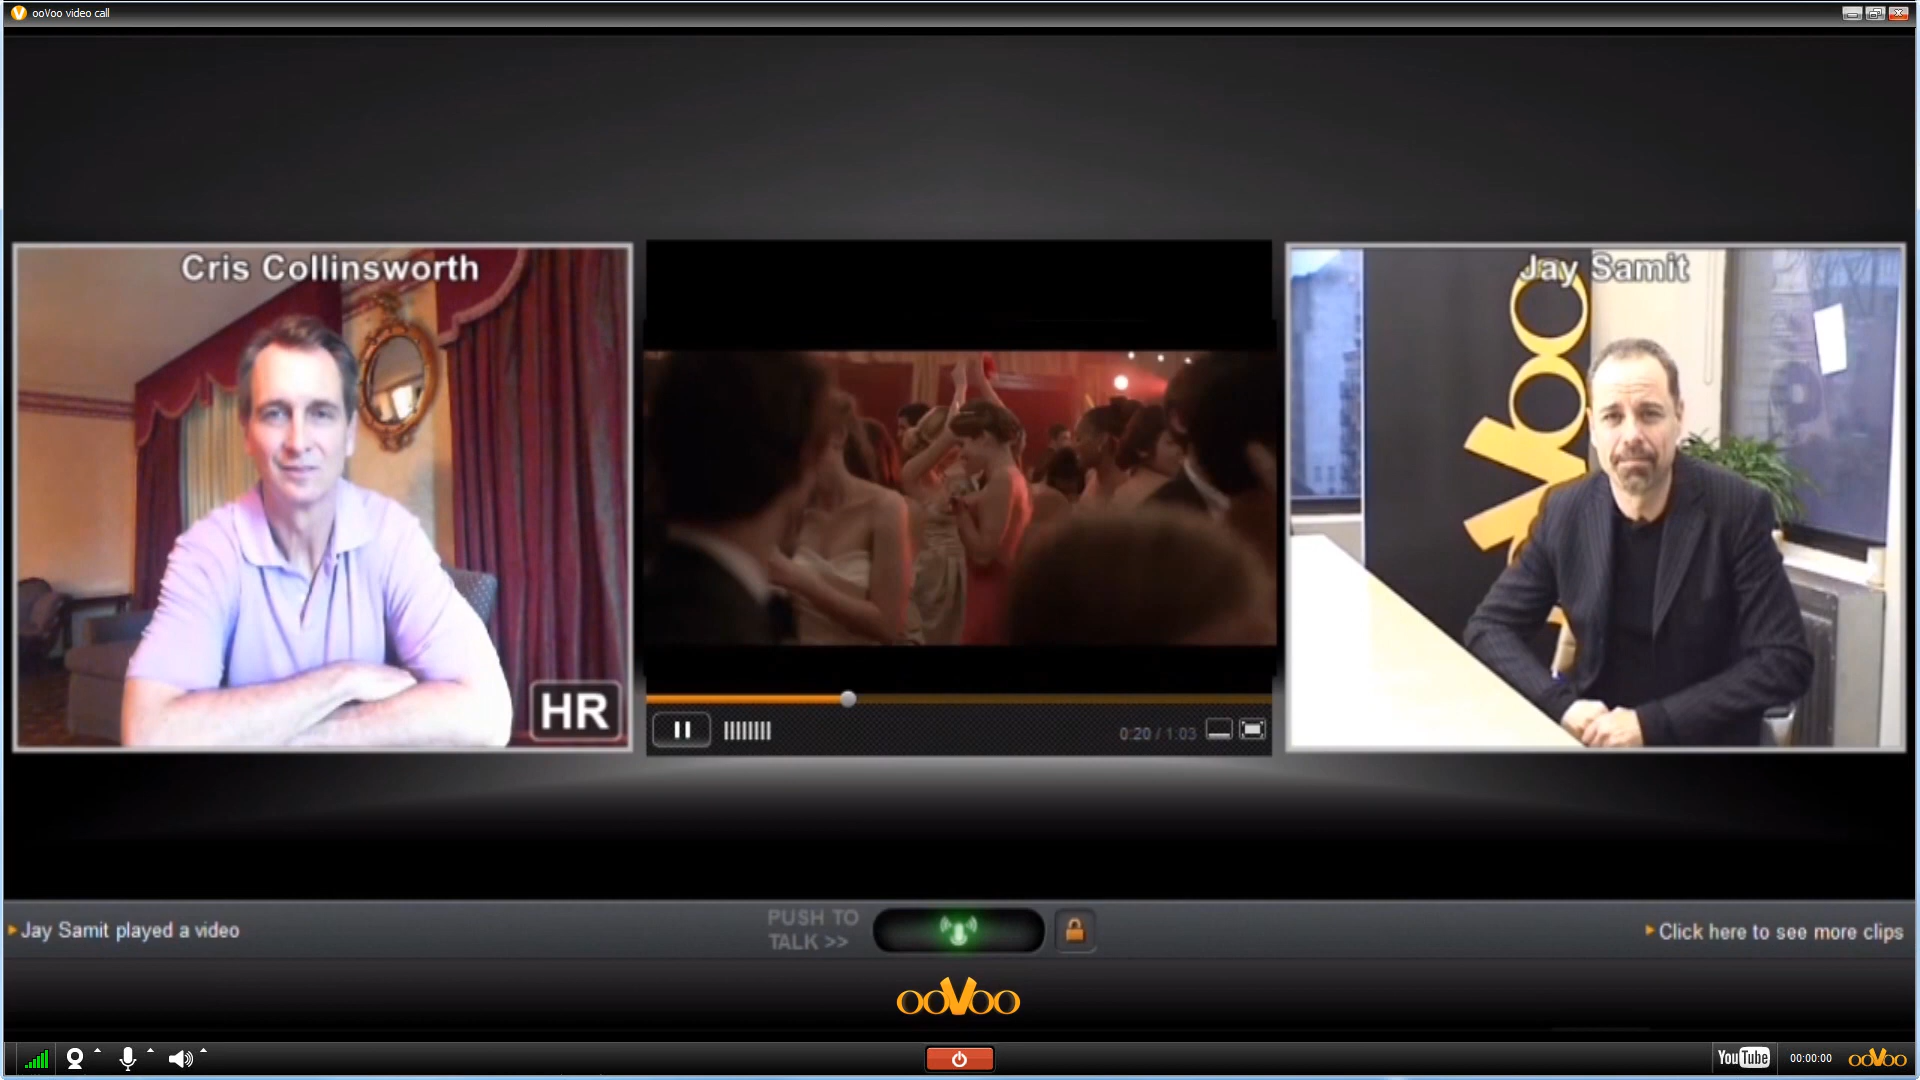 ooVoo video call
Cris Collinsworth
HR
0:20 / 1:03
Jay Samit
ooVoo
Jay Samit played a video
PUSH TO
TALK >>
Click here to see more clips
ooVoo
YouTube
00:00:00
ooVoo